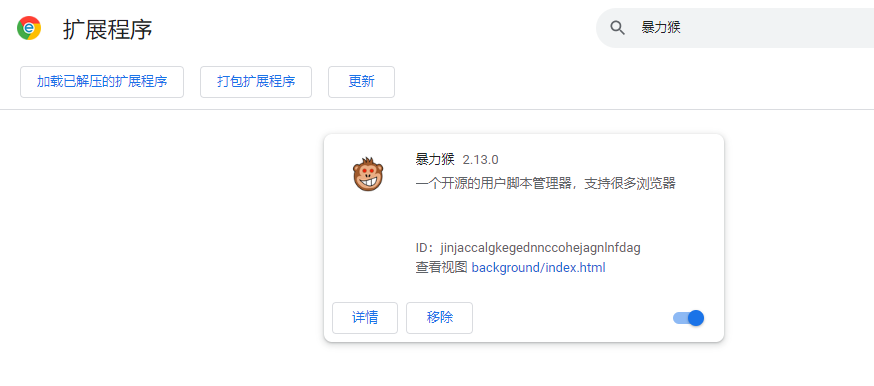 扩展程序
暴力猴
加载已解压的扩展程序
打包扩展程序
更新
暴力猴 2.13.0
一个开源的用户脚本管理器，支持很多浏览器
ID：jinjaccalgkegednnccohejagnlnfdag
查看视图 background/index.html
详情
移除